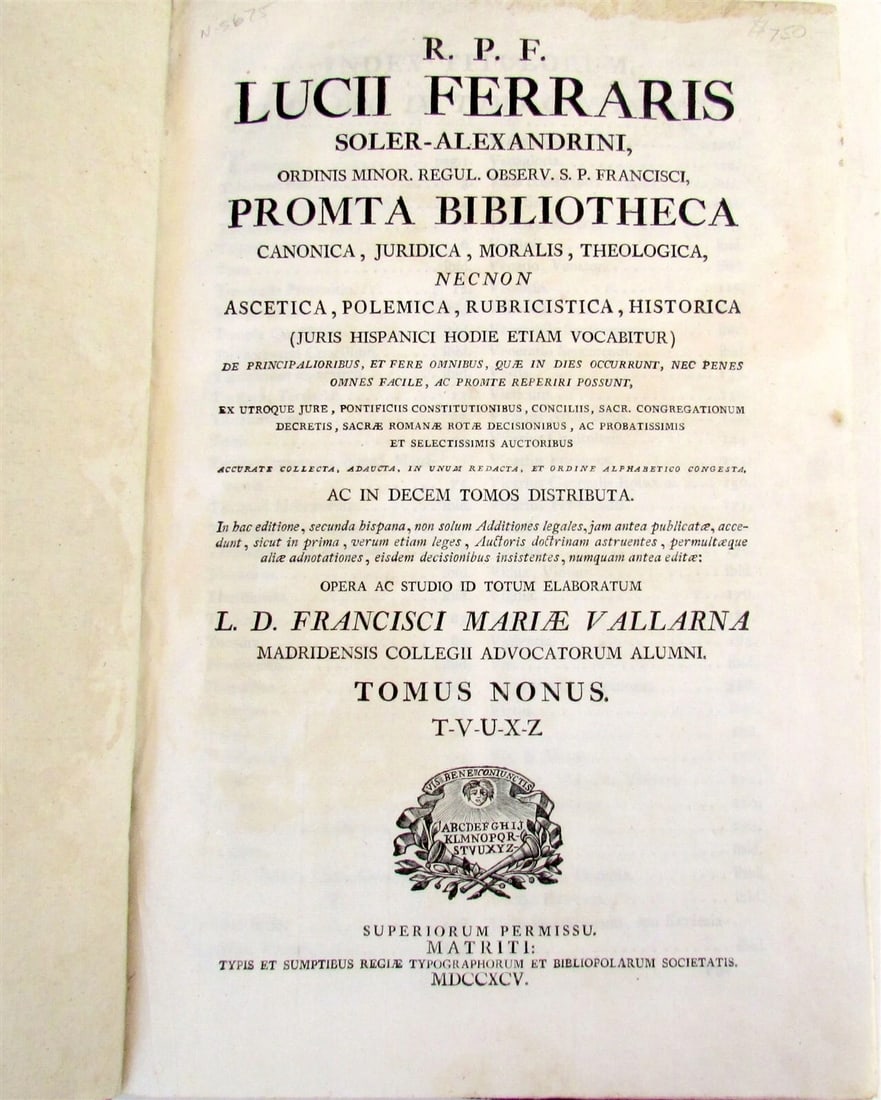 N-5675
#750
R. P. F.
LUCII FERRARIS
SOLER-ALEXANDRINI,
ORDINIS MINOR. REGUL. OBSERV. S. P. FRANCISCI,
PROMTA BIBLIOTHECA
CANONICA, JURIDICA, MORALIS, THEOLOGICA,
NECNON
ASCETICA, POLEMICA, RUBRICISTICA, HISTORICA
(JURIS HISPANICI HODIE ETIAM VOCABITUR)
DE PRINCIPALIORIBUS, ET FERE OMNIBUS, QUÆ IN DIES OCCURRUNT, NEC PENES
OMNES FACILE, AC PROMTE REPERIRI POSSUNT,
EX UTROQUE JURE, PONTIFICIIS CONSTITUTIONIBUS, CONCILIIS, SACR. CONGREGATIONUM
DECRETIS, SACRÆ ROMANÆ ROTÆ DECISIONIBUS, AC PROBATISSIMIS
ET SELECTISSIMIS AUCTORIBUS
ACCURATE COLLECTA, ADAUCTA, IN UNUM REDACTA, ET ORDINE ALPHABETICO CONGESTA,
AC IN DECEM TOMOS DISTRIBUTA.
In hac editione, secunda hispana, non solum Additiones legales, jam antea publicatæ, acce-
dunt, sicut in prima, verum etiam leges, Auctoris doctrinam astruentes, permultæque
aliæ adnotationes, eisdem decisionibus insistentes, numquam antea editæ:
OPERA AC STUDIO ID TOTUM ELABORATUM
L. D. FRANCISCI MARIÆ VALLARNA
MADRIDENSIS COLLEGII ADVOCATORUM ALUMNI.
TOMUS NONUS.
T-V-U-X-Z
VIS BENE CONIUNCTIS
ABCDEFGHIJ
KLMNOPQR-
STVUXYZ-
SUPERIORUM PERMISSU.
MATRITI:
TYPIS ET SUMPTIBUS REGIÆ TYPOGRAPHORUM ET BIBLIOPOLARUM SOCIETATIS.
MDCCXCV.